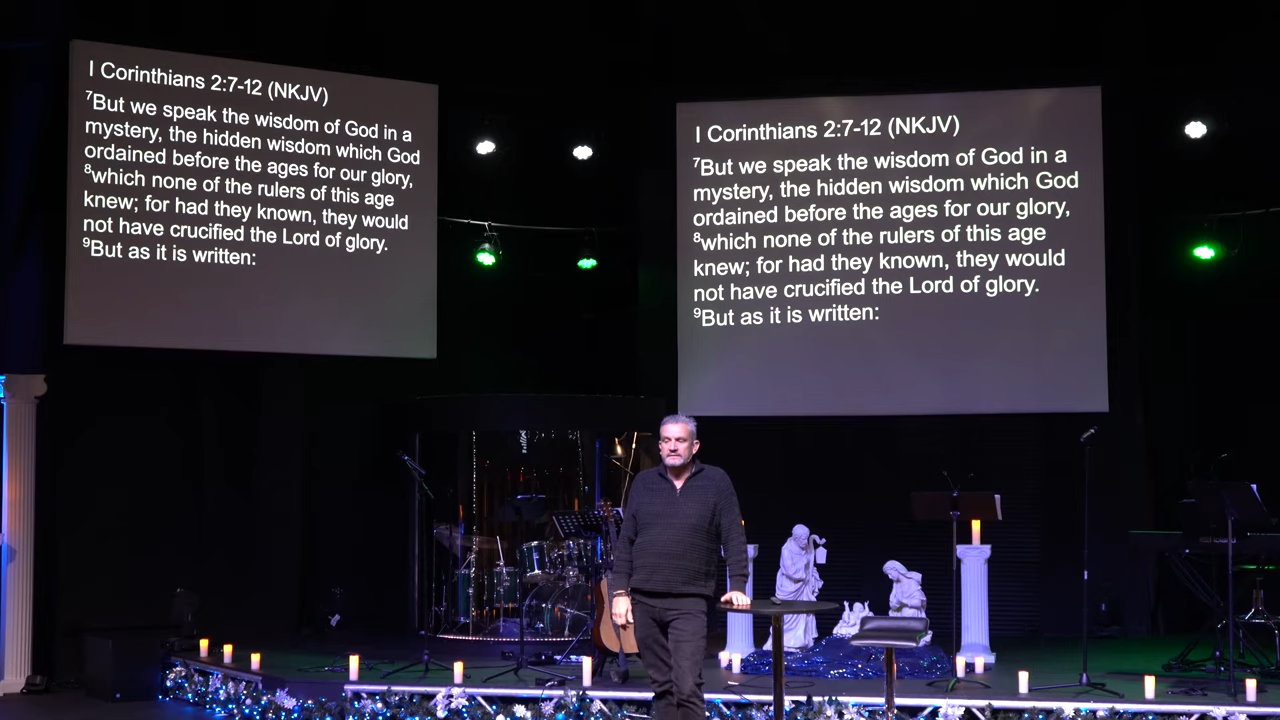 I Corinthians 2:7-12 (NKJV)
⁷But we speak the wisdom of God in a
mystery, the hidden wisdom which God
ordained before the ages for our glory,
⁸which none of the rulers of this age
knew; for had they known, they would
not have crucified the Lord of glory.
⁹But as it is written:
I Corinthians 2:7-12 (NKJV)
⁷But we speak the wisdom of God in a
mystery, the hidden wisdom which God
ordained before the ages for our glory,
⁸which none of the rulers of this age
knew; for had they known, they would
not have crucified the Lord of glory.
⁹But as it is written: